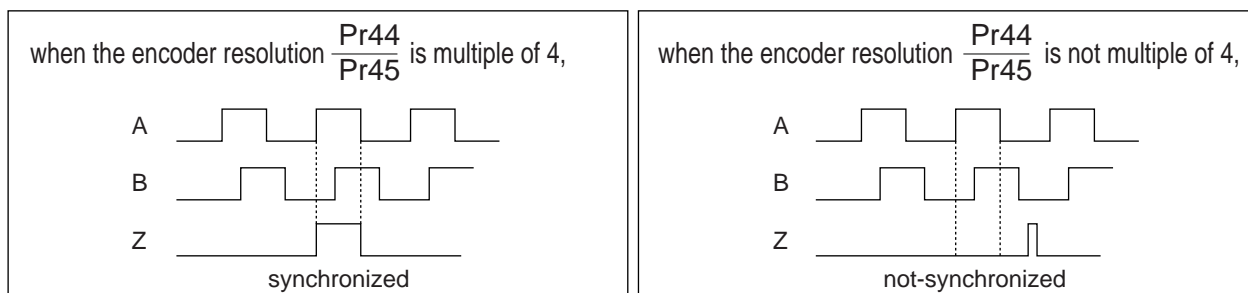 when the encoder resolution Pr44/Pr45 is multiple of 4,
A
B
Z
synchronized
when the encoder resolution Pr44/Pr45 is not multiple of 4,
A
B
Z
not-synchronized